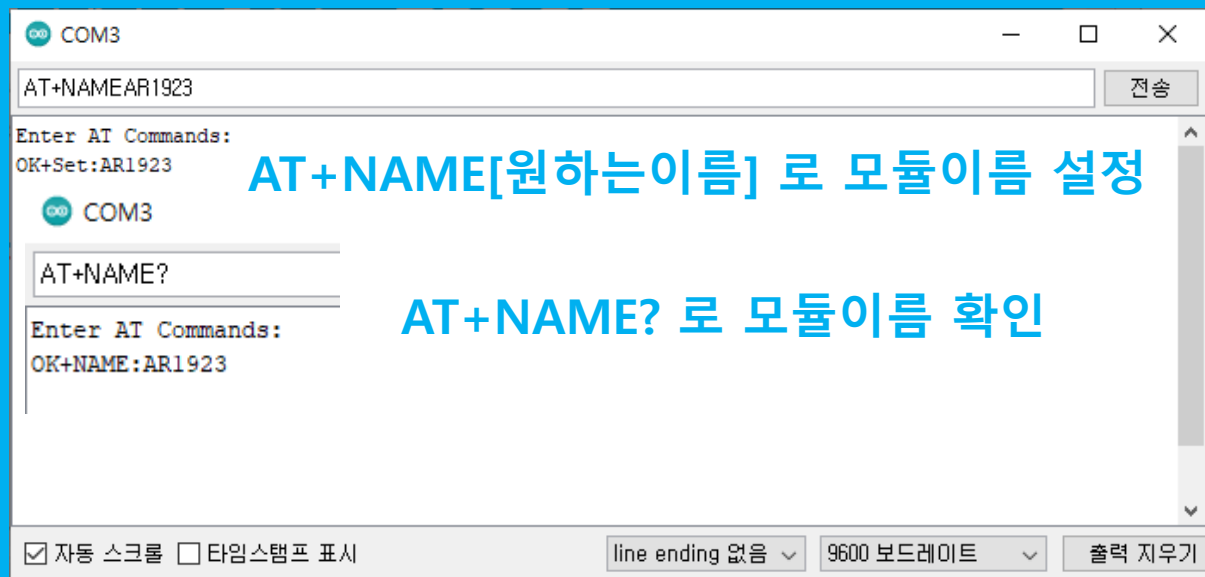 COM3
AT+NAMEAR1923
전송
Enter AT Commands:
OK+Set:AR1923
AT+NAME[원하는이름] 로 모듈이름 설정
COM3
AT+NAME?
AT+NAME? 로 모듈이름 확인
Enter AT Commands:
OK+NAME:AR1923
자동 스크롤 타임스탬프 표시 line ending 없음 9600 보드레이트 출력 지우기